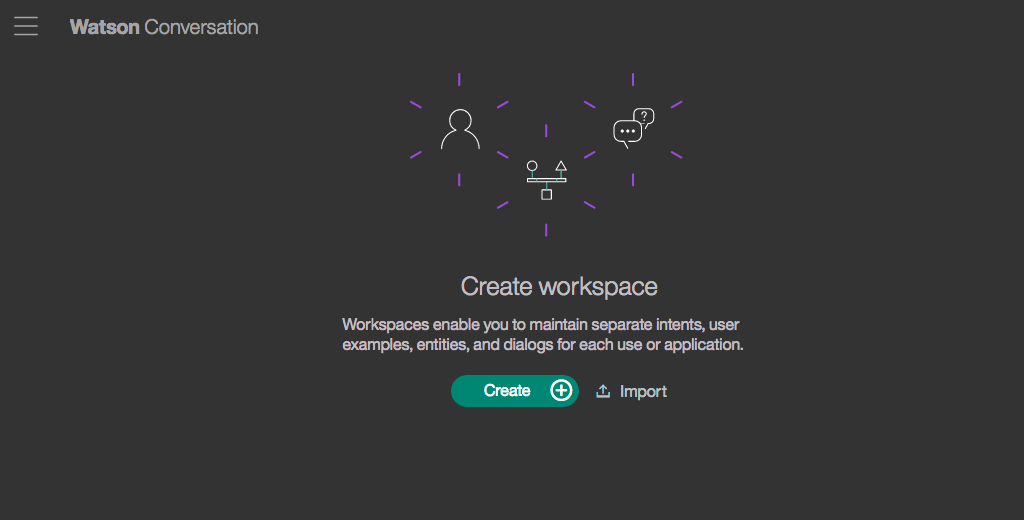 Watson Conversation
?
Create workspace
Workspaces enable you to maintain separate intents, user
examples, entities, and dialogs for each use or application.
Create
Import